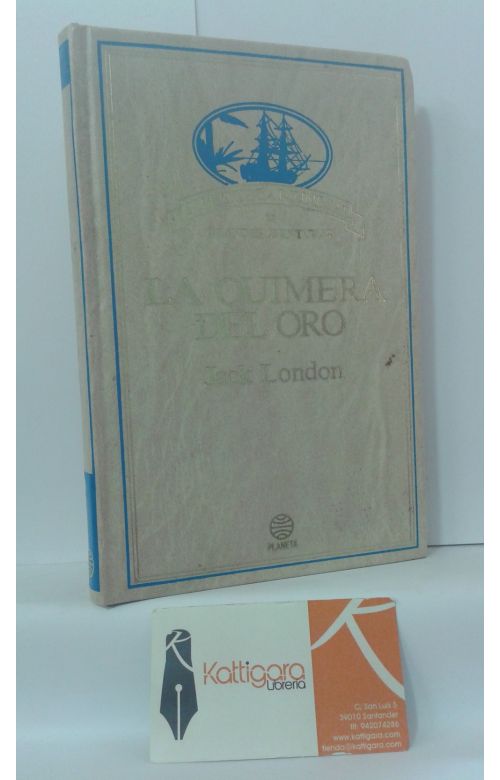 LA QUIMERA
DEL ORO
Jack London
PLANETA
Kattigara
Librería
C. San Luis 5
39010 Santander
tlf: 942074286
www.kattigara.com
tienda@kattigara.com